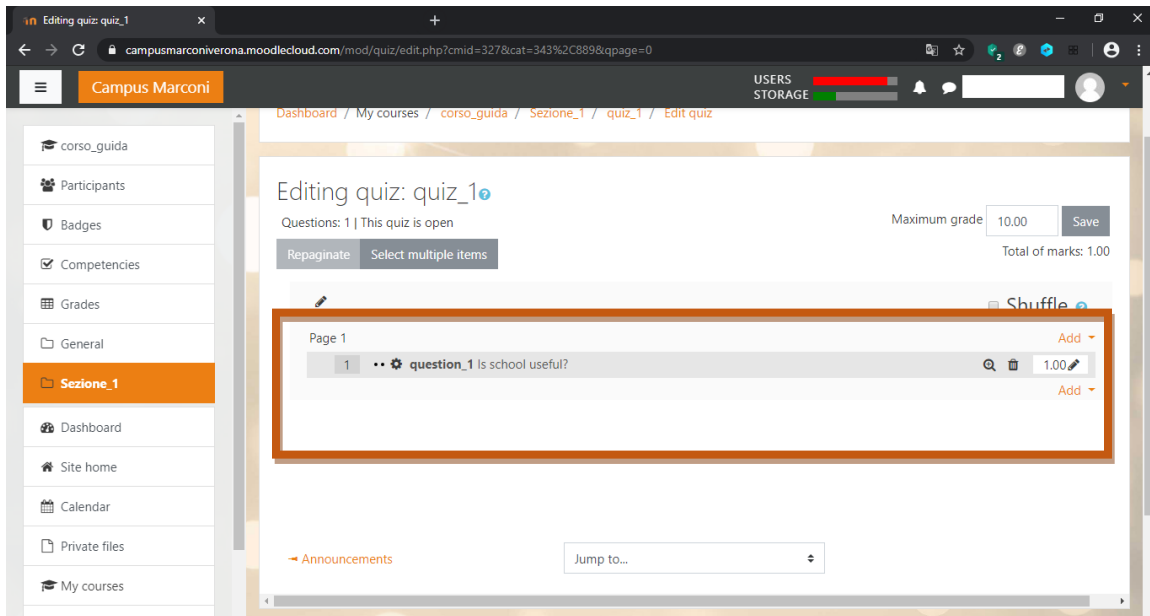 Editing quiz: quiz_1
campusmarconiverona.moodlecloud.com/mod/quiz/edit.php?cmid=327&cat=343%2C889&qpage=0
Campus Marconi
USERS
STORAGE
Dashboard / My courses / corso_guida / Sezione_1 / quiz_1 / Edit quiz
corso_guida
Participants
Badges
Competencies
Grades
General
Sezione_1
Dashboard
Site home
Calendar
Private files
My courses
Editing quiz: quiz_1
Questions: 1 | This quiz is open
Maximum grade 10.00 Save
Repaginate Select multiple items
Total of marks: 1.00
Shuffle
Page 1 Add
1 question_1 Is school useful? 1.00
Add
Announcements Jump to...